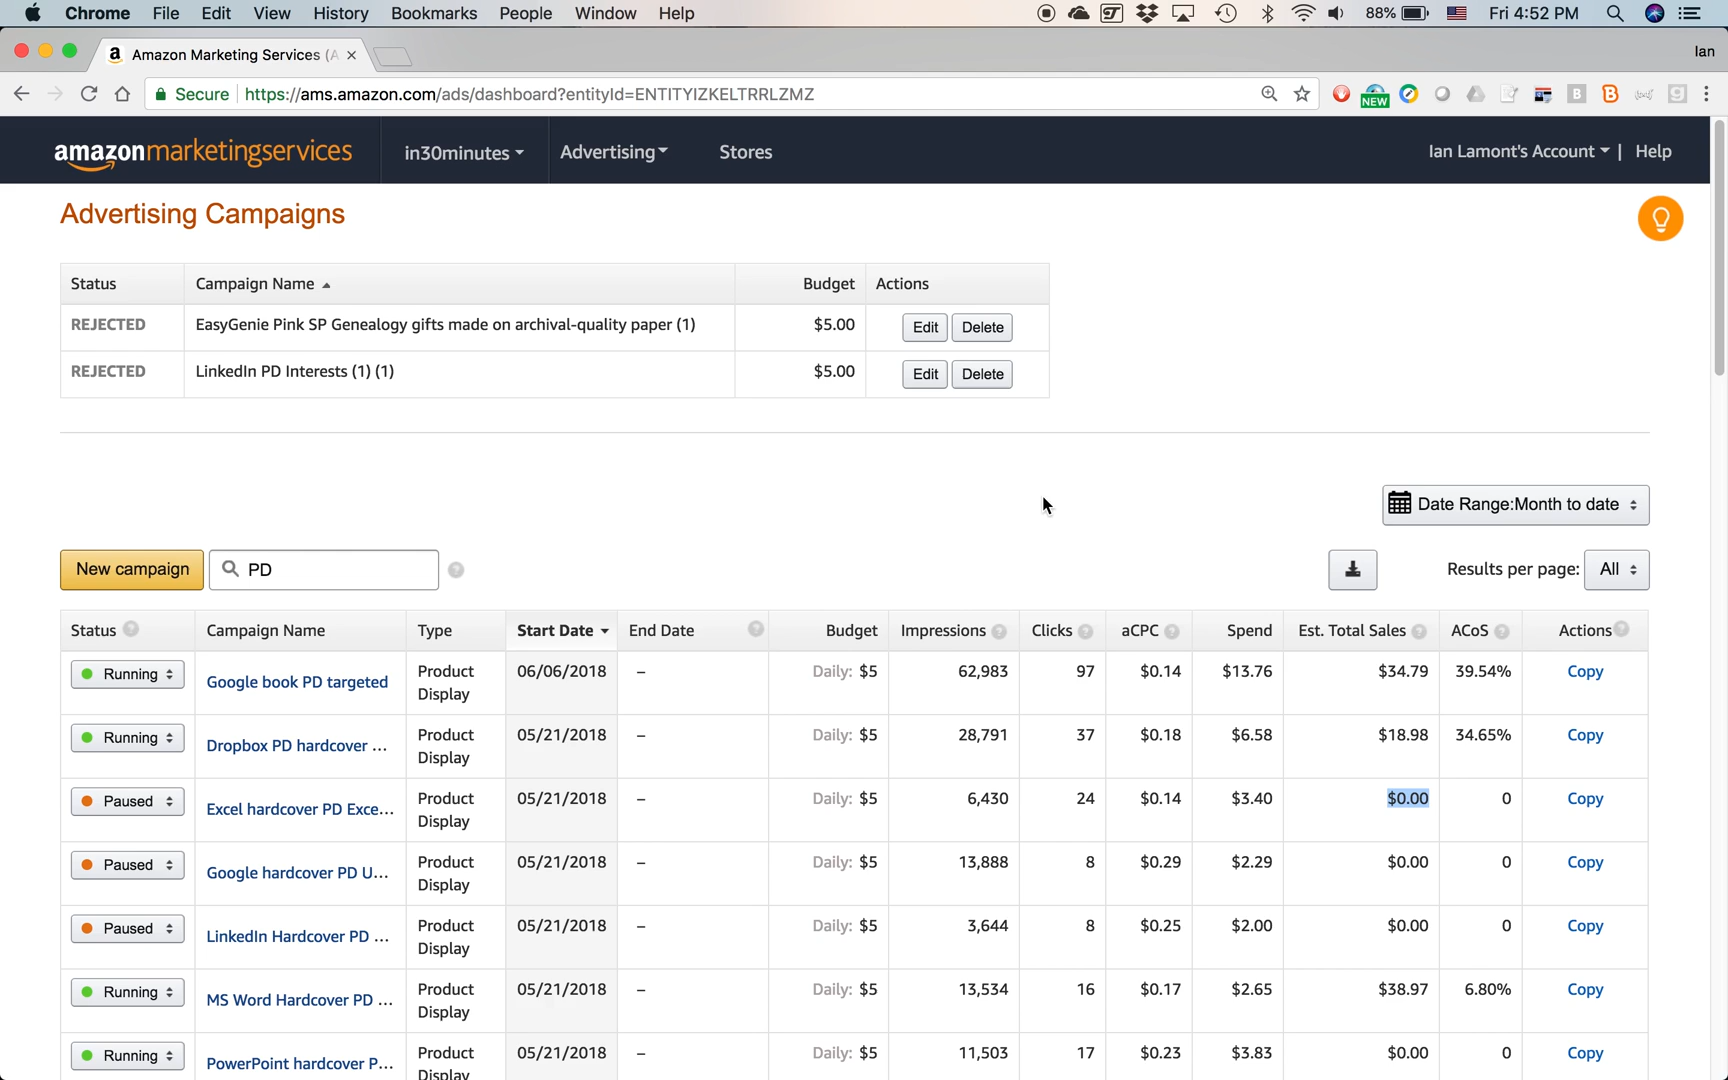 Chrome File Edit View History Bookmarks People Window Help 88% Fri 4:52 PM
Amazon Marketing Services (A
Ian
Secure https://ams.amazon.com/ads/dashboard?entityId=ENTITYIZKELTRRLZMZ NEW
amazonmarketingservices in30minutes Advertising Stores Ian Lamont's Account | Help
Advertising Campaigns
Status Campaign Name Budget Actions
REJECTED EasyGenie Pink SP Genealogy gifts made on archival-quality paper (1) $5.00 Edit Delete
REJECTED LinkedIn PD Interests (1) (1) $5.00 Edit Delete
Date Range:Month to date
New campaign PD Results per page: All
Status Campaign Name Type Start Date End Date Budget Impressions Clicks aCPC Spend Est. Total Sales ACoS Actions
Running Google book PD targeted Product Display 06/06/2018 – Daily: $5 62,983 97 $0.14 $13.76 $34.79 39.54% Copy
Running Dropbox PD hardcover ... Product Display 05/21/2018 – Daily: $5 28,791 37 $0.18 $6.58 $18.98 34.65% Copy
Paused Excel hardcover PD Exce... Product Display 05/21/2018 – Daily: $5 6,430 24 $0.14 $3.40 $0.00 0 Copy
Paused Google hardcover PD U... Product Display 05/21/2018 – Daily: $5 13,888 8 $0.29 $2.29 $0.00 0 Copy
Paused LinkedIn Hardcover PD ... Product Display 05/21/2018 – Daily: $5 3,644 8 $0.25 $2.00 $0.00 0 Copy
Running MS Word Hardcover PD ... Product Display 05/21/2018 – Daily: $5 13,534 16 $0.17 $2.65 $38.97 6.80% Copy
Running PowerPoint hardcover P... Product Display 05/21/2018 – Daily: $5 11,503 17 $0.23 $3.83 $0.00 0 Copy